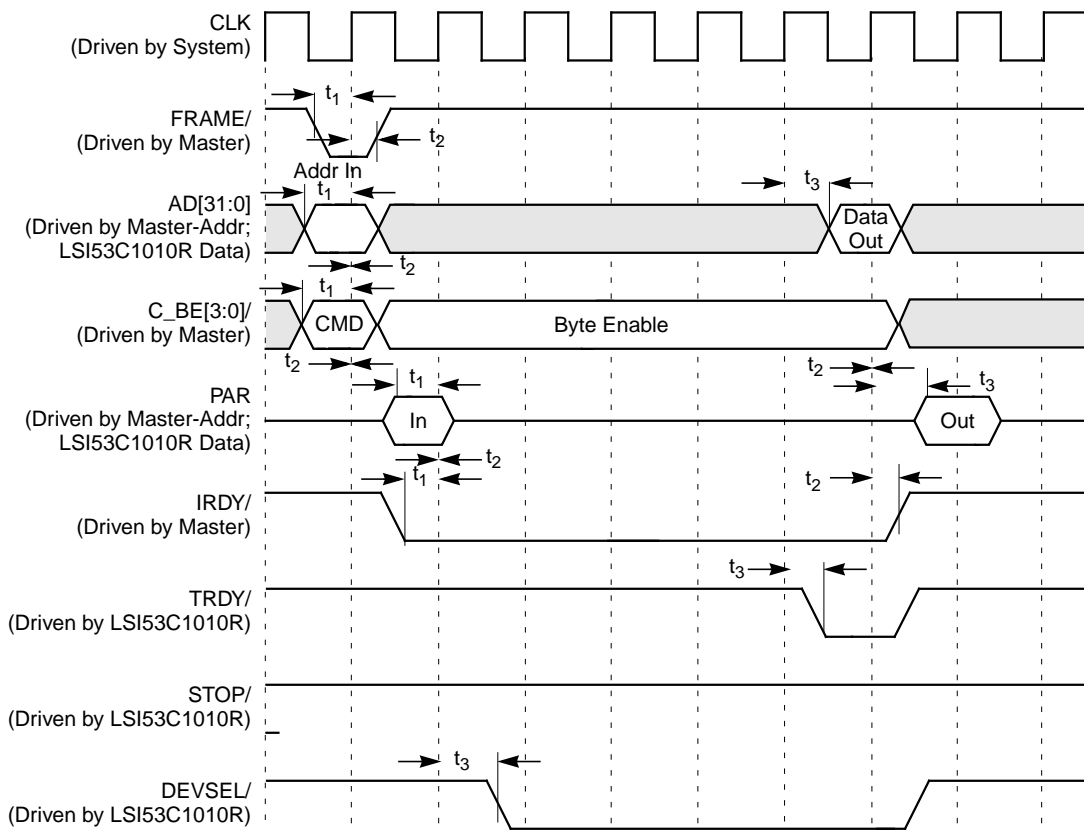 CLK
(Driven by System)
t1
FRAME/
(Driven by Master)
t2
Addr In
t1
t3
AD[31:0]
(Driven by Master-Addr;
LSI53C1010R Data)
Data
Out
t2
t1
C_BE[3:0]/
(Driven by Master)
CMD
Byte Enable
t2
t2
t1
t3
PAR
(Driven by Master-Addr;
LSI53C1010R Data)
In
Out
t2
t1
t2
IRDY/
(Driven by Master)
t3
TRDY/
(Driven by LSI53C1010R)
STOP/
(Driven by LSI53C1010R)
t3
DEVSEL/
(Driven by LSI53C1010R)